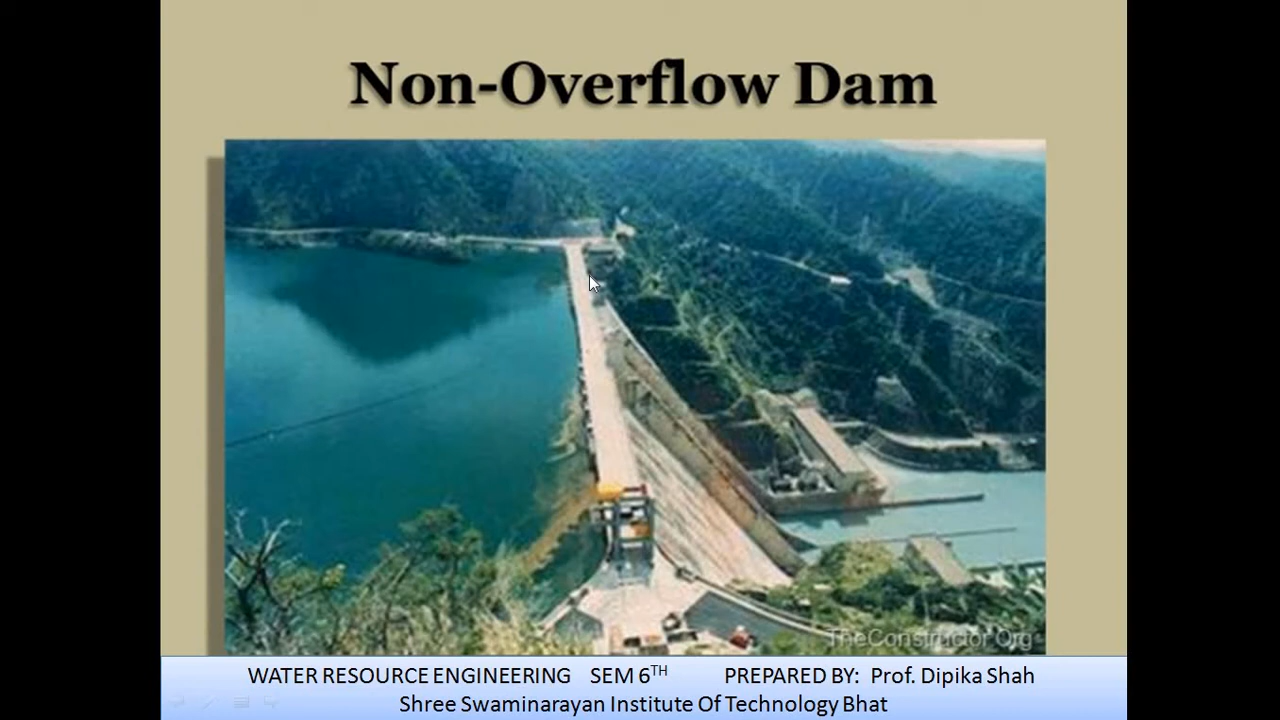 Non-Overflow Dam
TheConstructor.Org
WATER RESOURCE ENGINEERING SEM 6TH PREPARED BY: Prof. Dipika Shah
Shree Swaminarayan Institute Of Technology Bhat